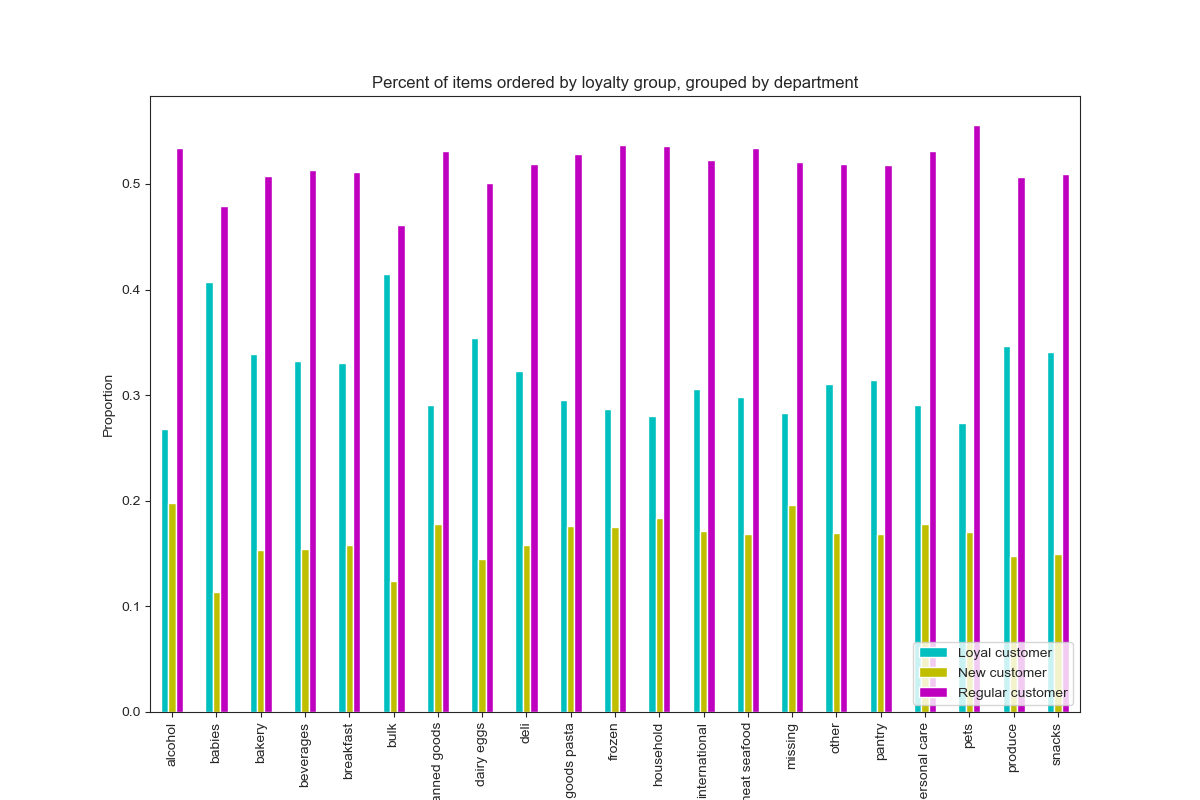 Percent of items ordered by loyalty group, grouped by department
Proportion
0.5
0.4
0.3
0.2
0.1
0.0
Loyal customer
New customer
Regular customer
alcohol
babies
bakery
beverages
breakfast
bulk
anned goods
dairy eggs
deli
goods pasta
frozen
household
international
meat seafood
missing
other
pantry
ersonal care
pets
produce
snacks